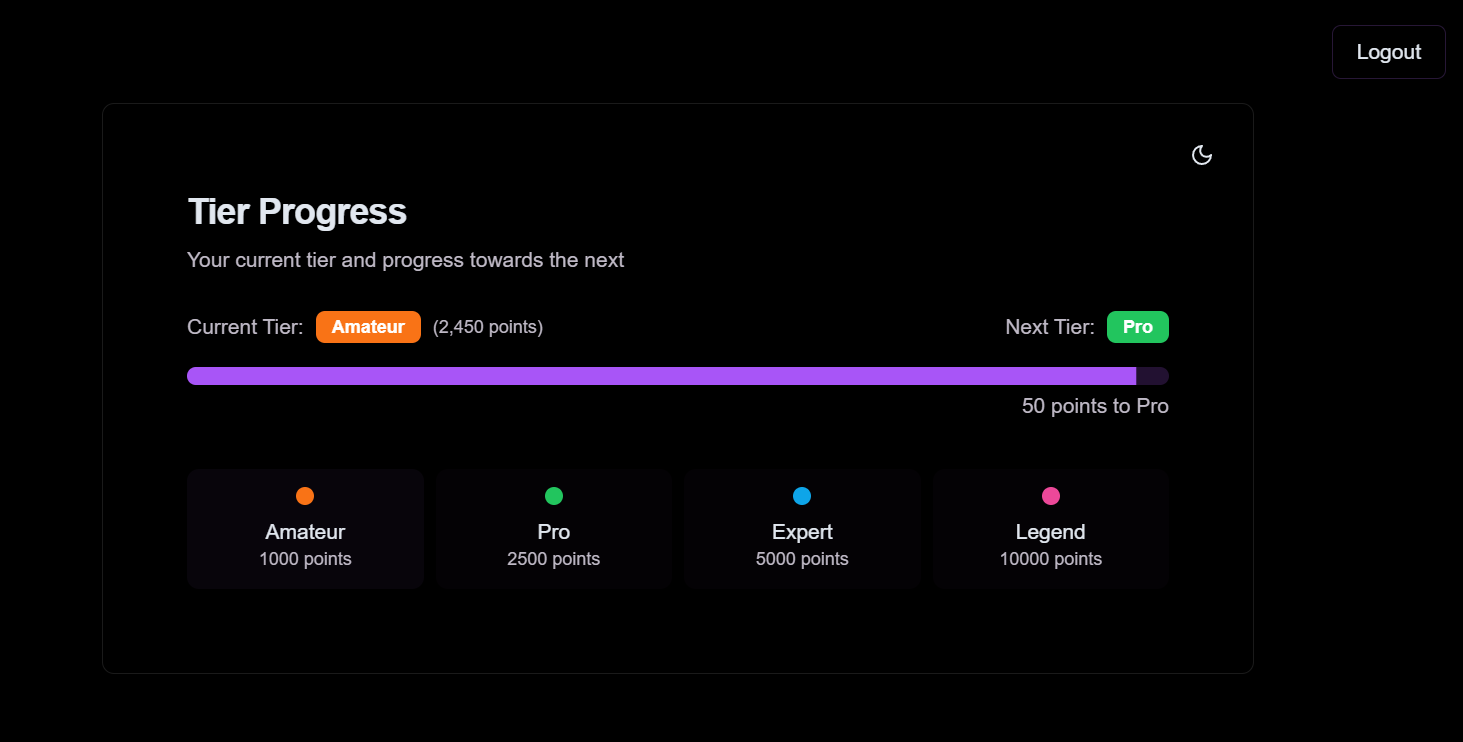 Logout
Tier Progress
Your current tier and progress towards the next
Current Tier: Amateur (2,450 points) Next Tier: Pro
50 points to Pro
Amateur
1000 points
Pro
2500 points
Expert
5000 points
Legend
10000 points